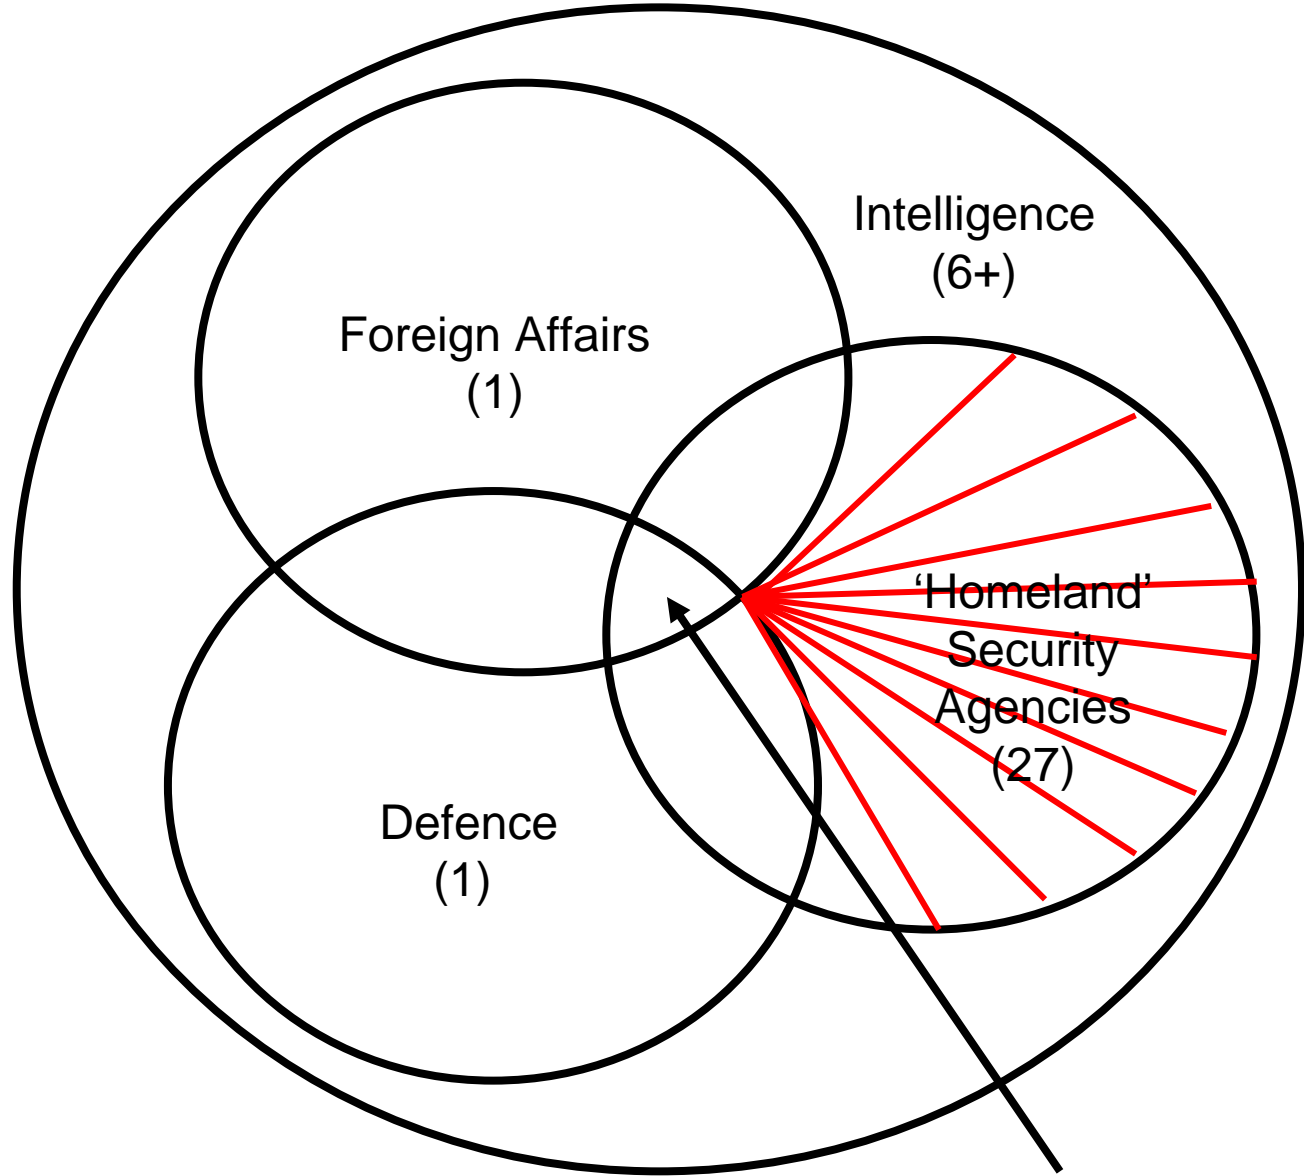 Intelligence
(6+)
Foreign Affairs
(1)
‘Homeland’
Security
Agencies
(27)
Defence
(1)